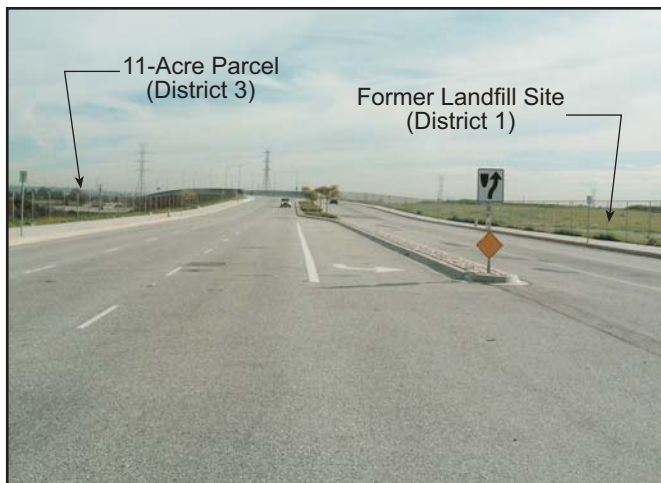 11-Acre Parcel
(District 3)
Former Landfill Site
(District 1)